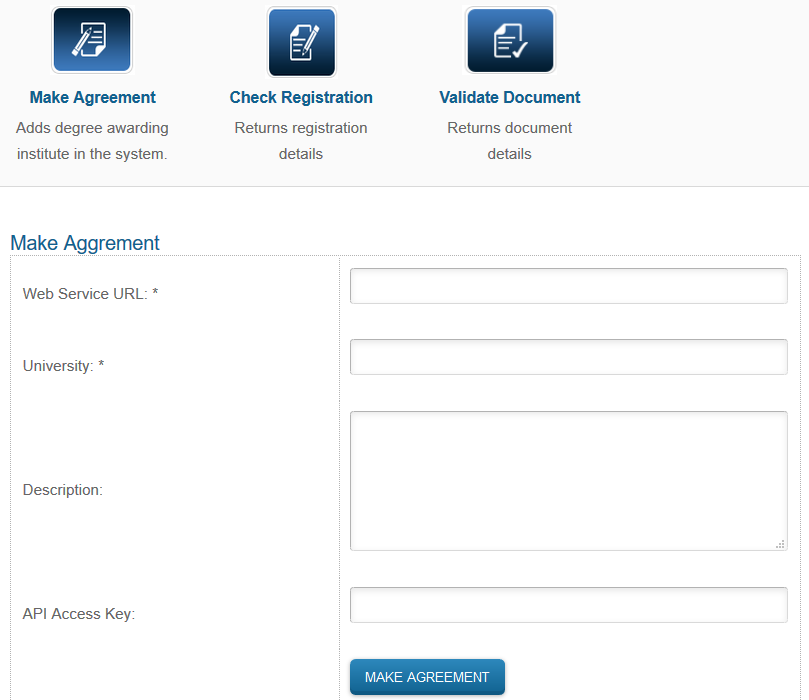 Make Agreement
Adds degree awarding
institute in the system.
Check Registration
Returns registration
details
Validate Document
Returns document
details
Make Aggrement
Web Service URL: *
University: *
Description:
API Access Key:
MAKE AGREEMENT